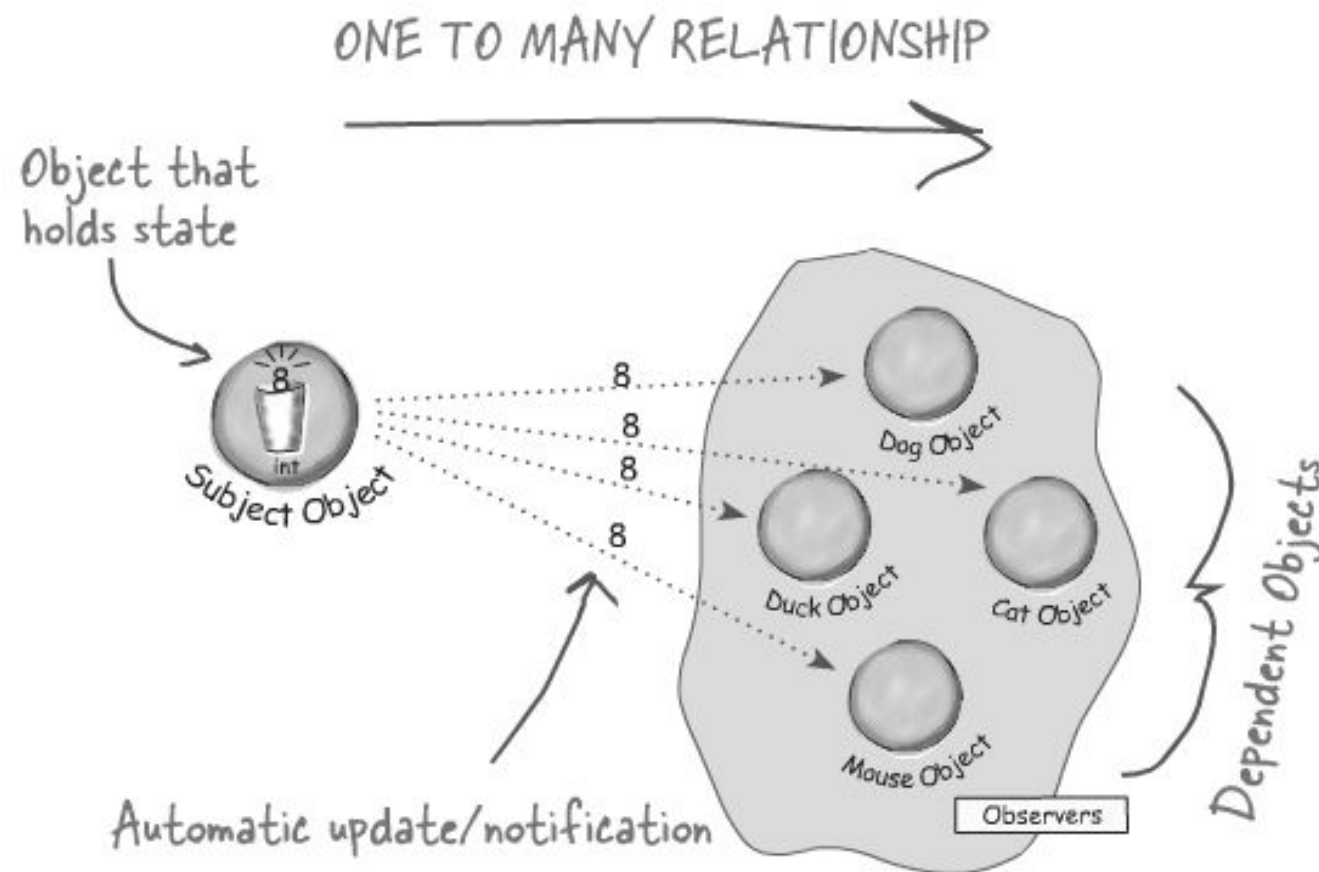 ONE TO MANY RELATIONSHIP
Object that
holds state
8
int
Subject Object
8
8
8
8
Dog Object
Duck Object
Cat Object
Mouse Object
Observers
Automatic update/notification
Dependent Objects